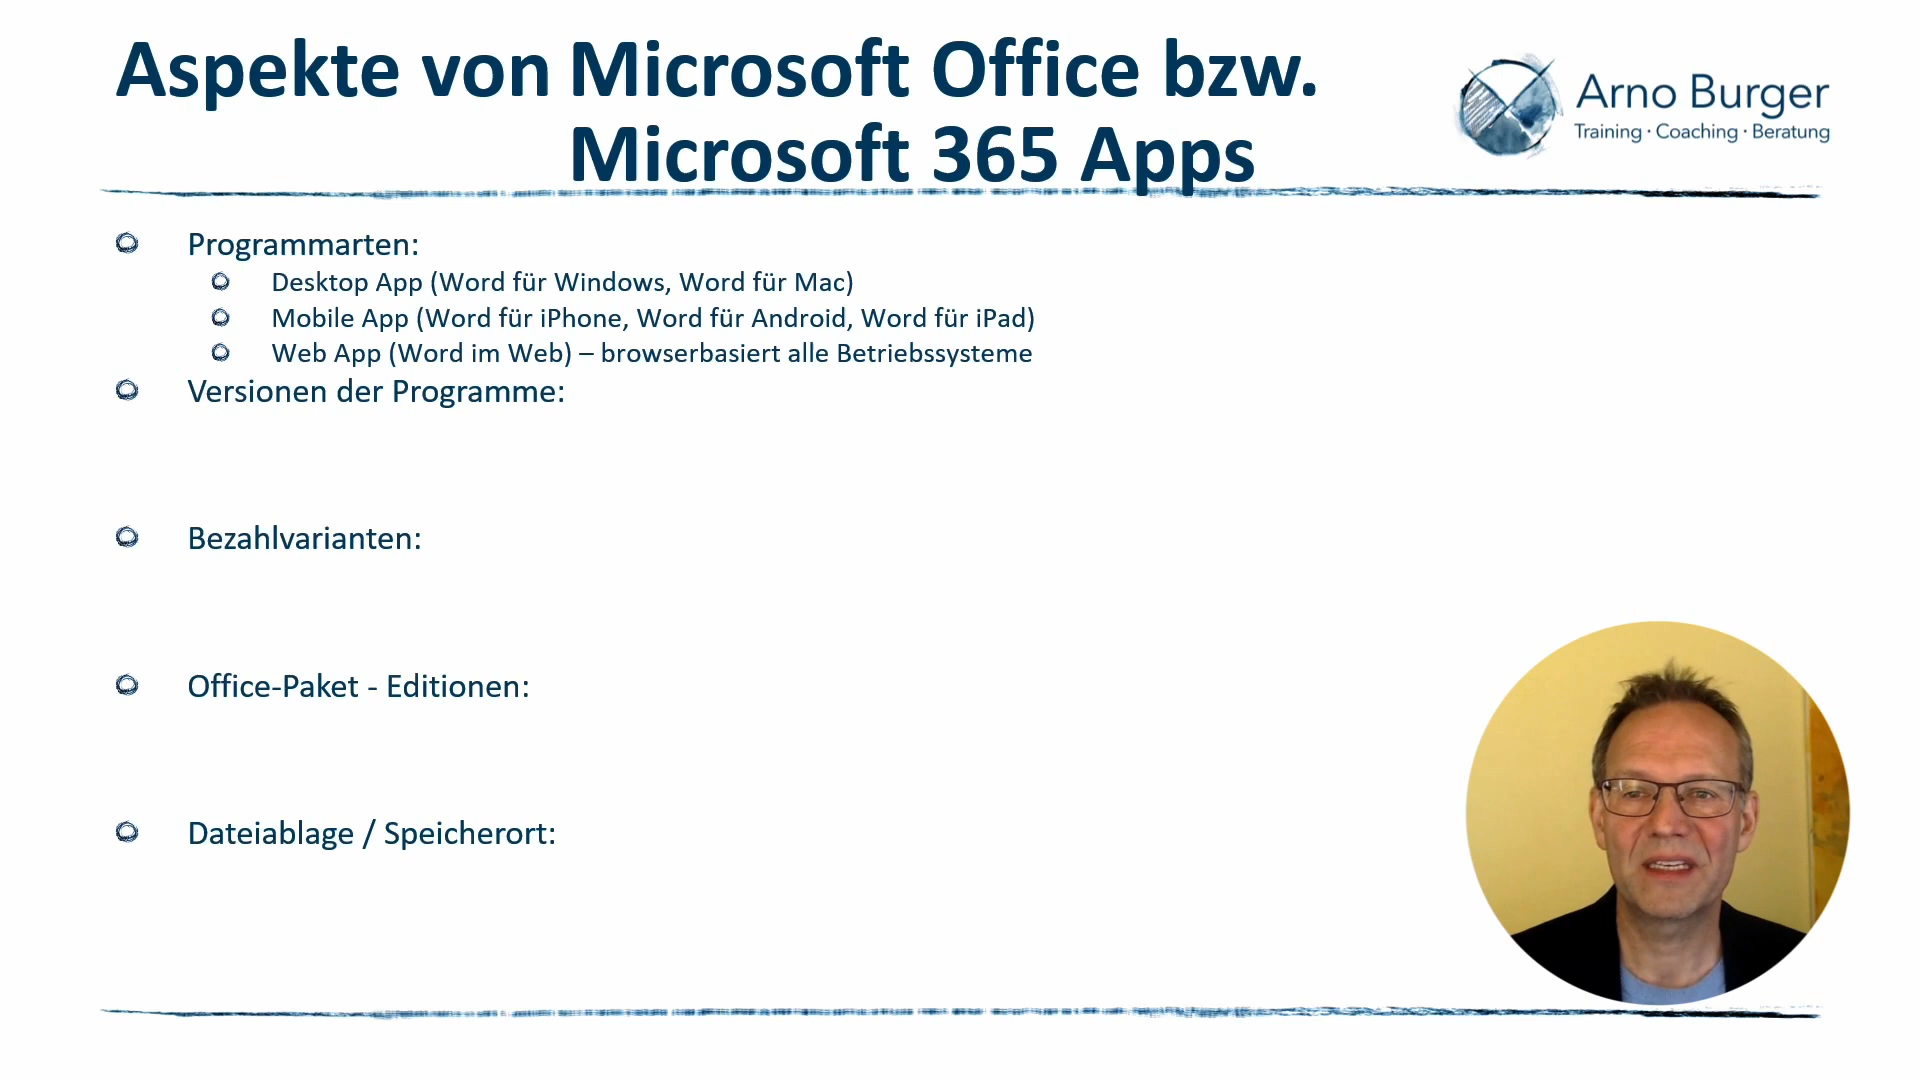 Aspekte von Microsoft Office bzw.
Microsoft 365 Apps
Arno Burger
Training · Coaching · Beratung
Programmarten:
Desktop App (Word für Windows, Word für Mac)
Mobile App (Word für iPhone, Word für Android, Word für iPad)
Web App (Word im Web) – browserbasiert alle Betriebssysteme
Versionen der Programme:
Bezahlvarianten:
Office-Paket - Editionen:
Dateiablage / Speicherort: